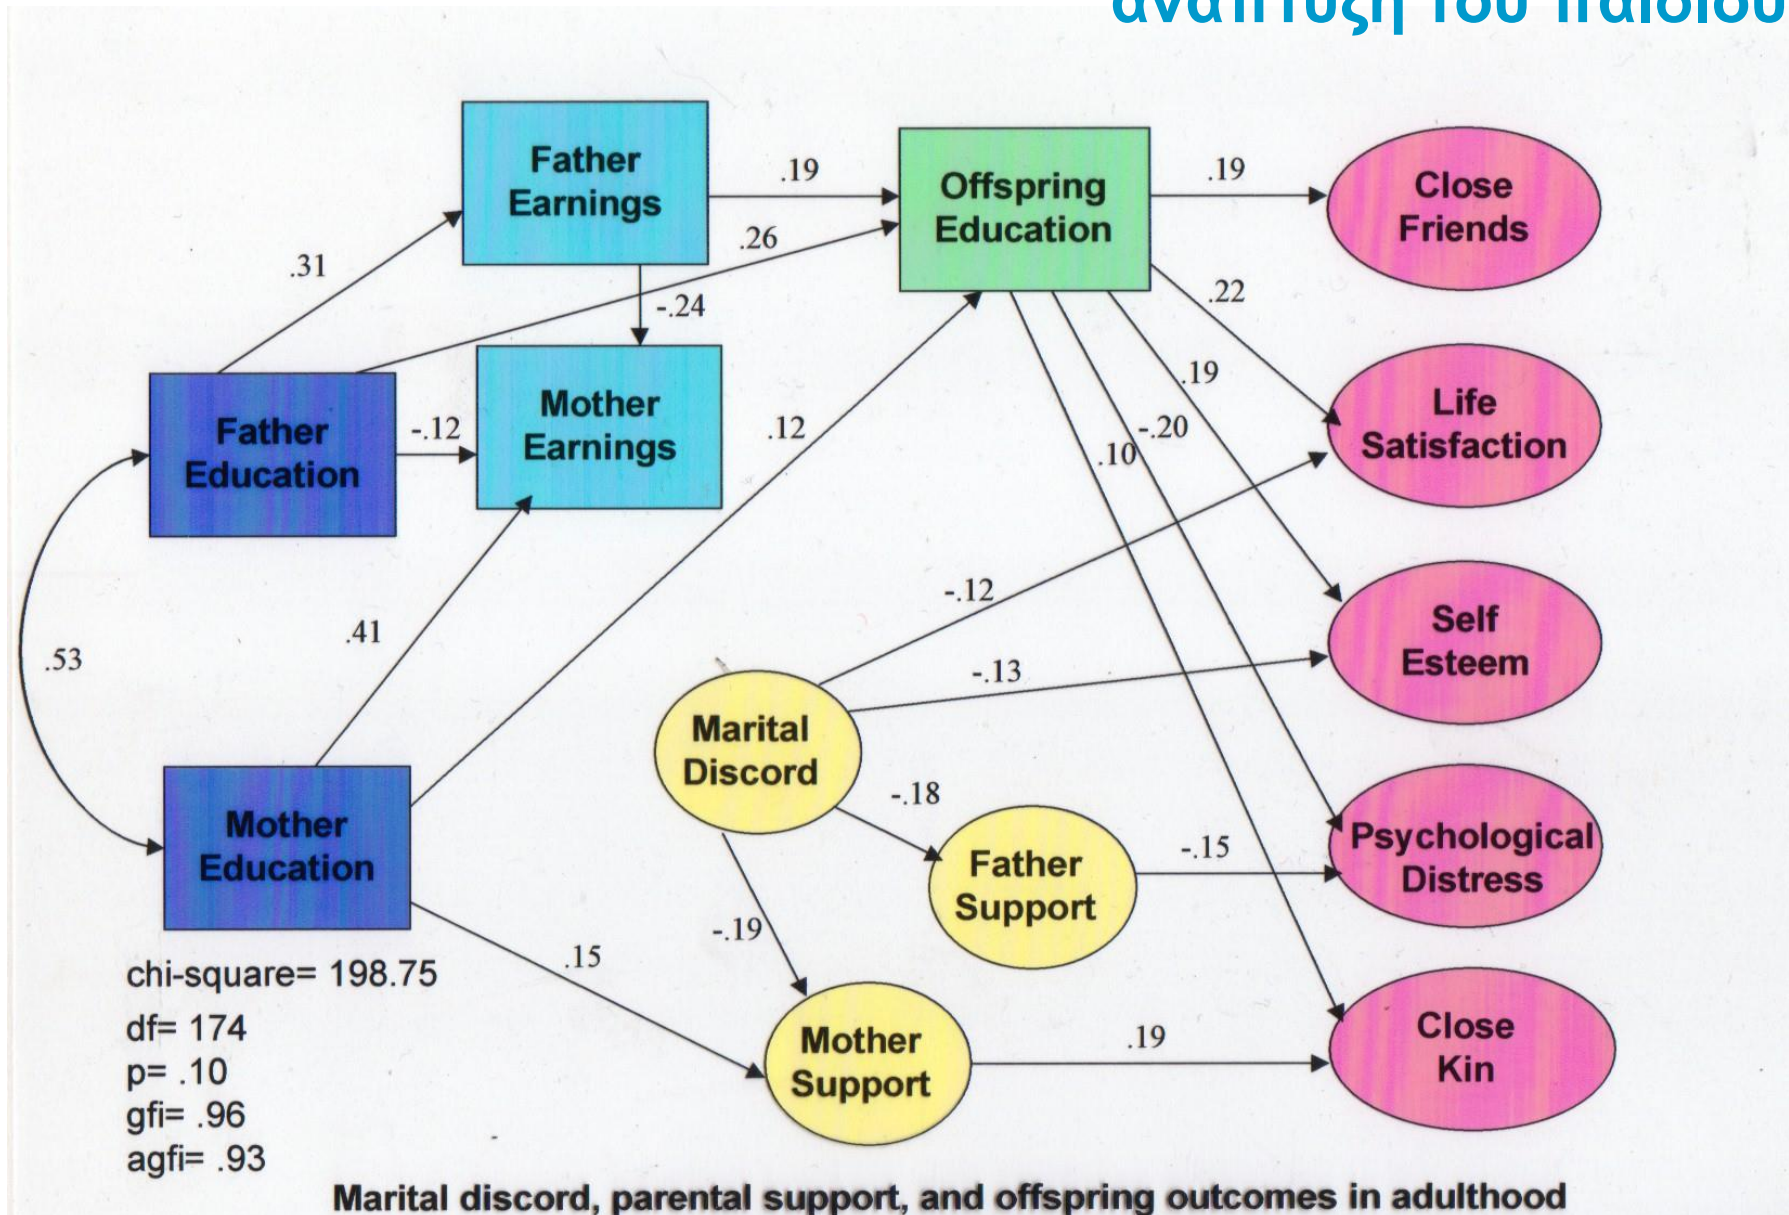 ανάπτυξη του παιδιού
Father
Earnings
.19
Offspring
Education
.19
Close
Friends
.31
.26
-.24
.22
Mother
Earnings
.19
Life
Satisfaction
Father
Education
-.12
.12
-.20
.10
-.12
.41
Self
Esteem
.53
-.13
Marital
Discord
-.18
Mother
Education
Father
Support
-.15
Psychological
Distress
-.19
.15
chi-square= 198.75
df= 174
p= .10
gfi= .96
agfi= .93
Mother
Support
.19
Close
Kin
Marital discord, parental support, and offspring outcomes in adulthood